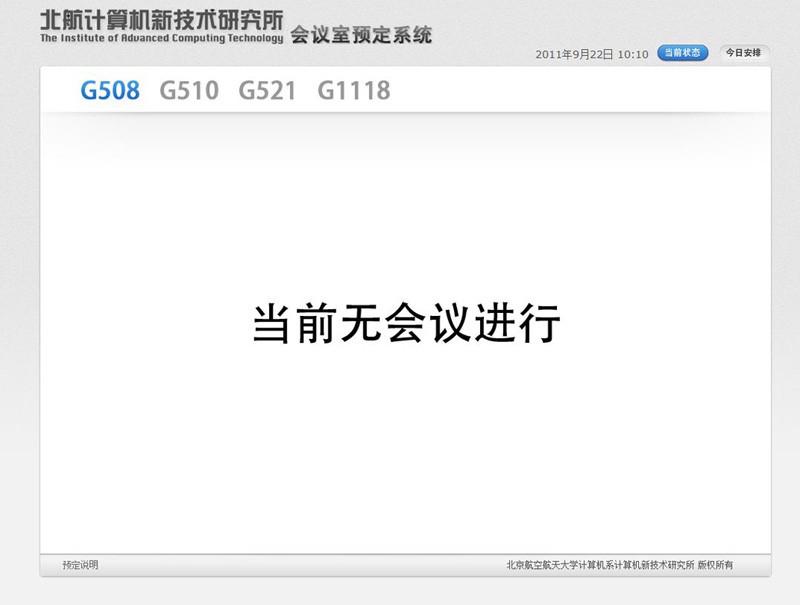 北航计算机新技术研究所
The Institute of Advanced Computing Technology 会议室预定系统
2011年9月22日 10:10 当前状态 今日安排
G508 G510 G521 G1118
当前无会议进行
预定说明 北京航空航天大学计算机系计算机新技术研究所 版权所有